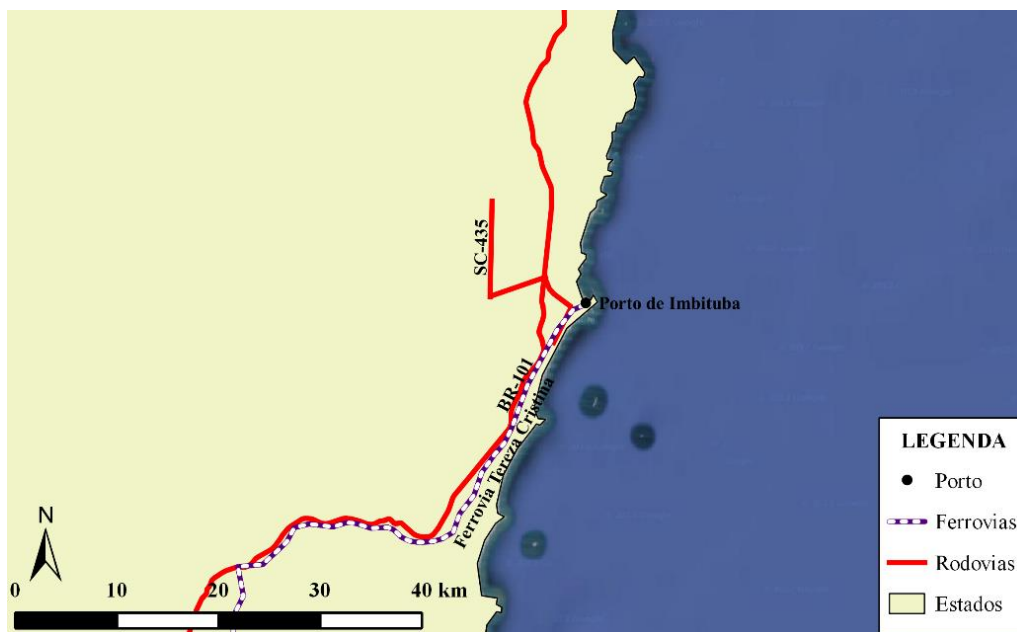 SC-435
Porto de Imbituba
BR-101
Ferrovia Tereza Cristina
N
0 10 20 30 40 km
LEGENDA
Porto
Ferrovias
Rodovias
Estados